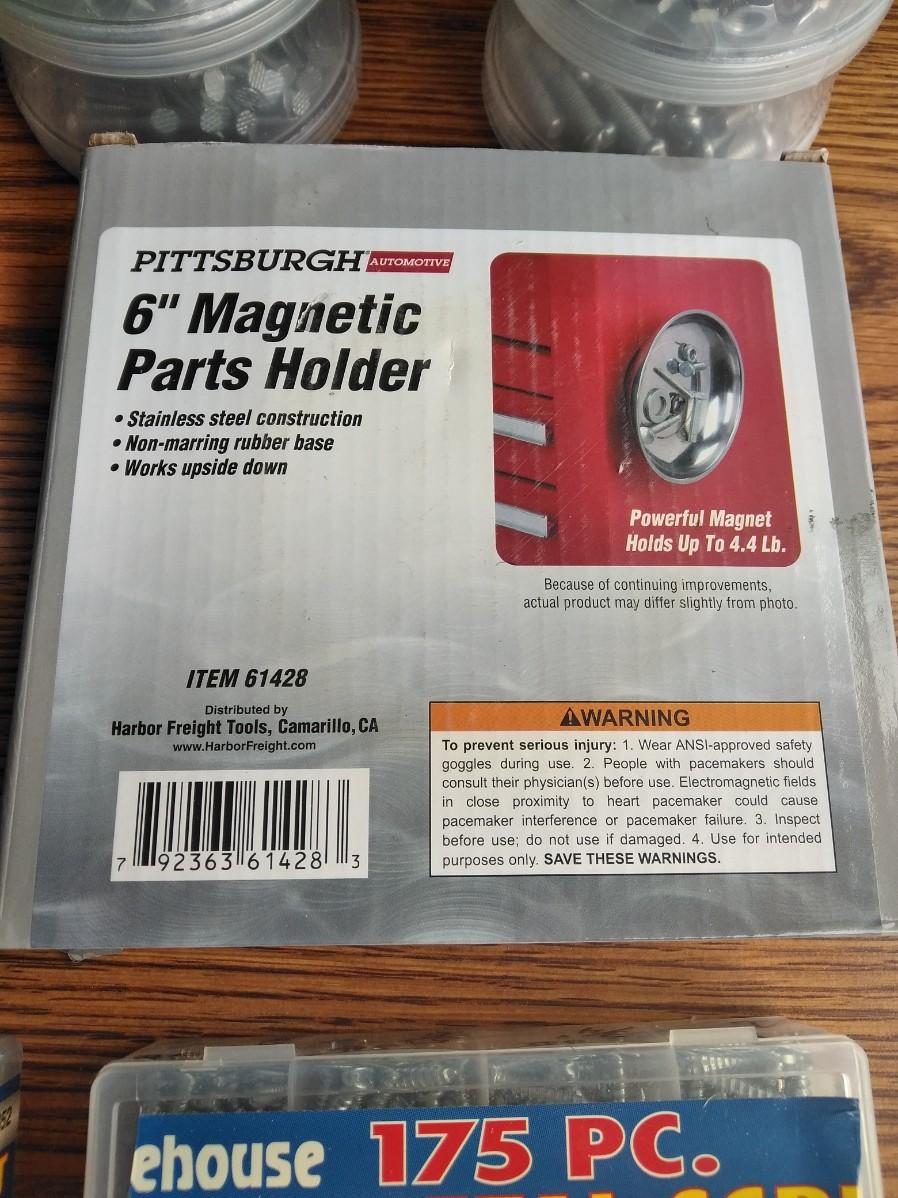 PITTSBURGH AUTOMOTIVE
6" Magnetic
Parts Holder
• Stainless steel construction
• Non-marring rubber base
• Works upside down
Powerful Magnet
Holds Up To 4.4 Lb.
Because of continuing improvements,
actual product may differ slightly from photo.
ITEM 61428
Distributed by
Harbor Freight Tools, Camarillo, CA
www.HarborFreight.com
7 92363 61428 3
⚠WARNING
To prevent serious injury: 1. Wear ANSI-approved safety
goggles during use. 2. People with pacemakers should
consult their physician(s) before use. Electromagnetic fields
in close proximity to heart pacemaker could cause
pacemaker interference or pacemaker failure. 3. Inspect
before use; do not use if damaged. 4. Use for intended
purposes only. SAVE THESE WARNINGS.
52
ehouse 175 PC.